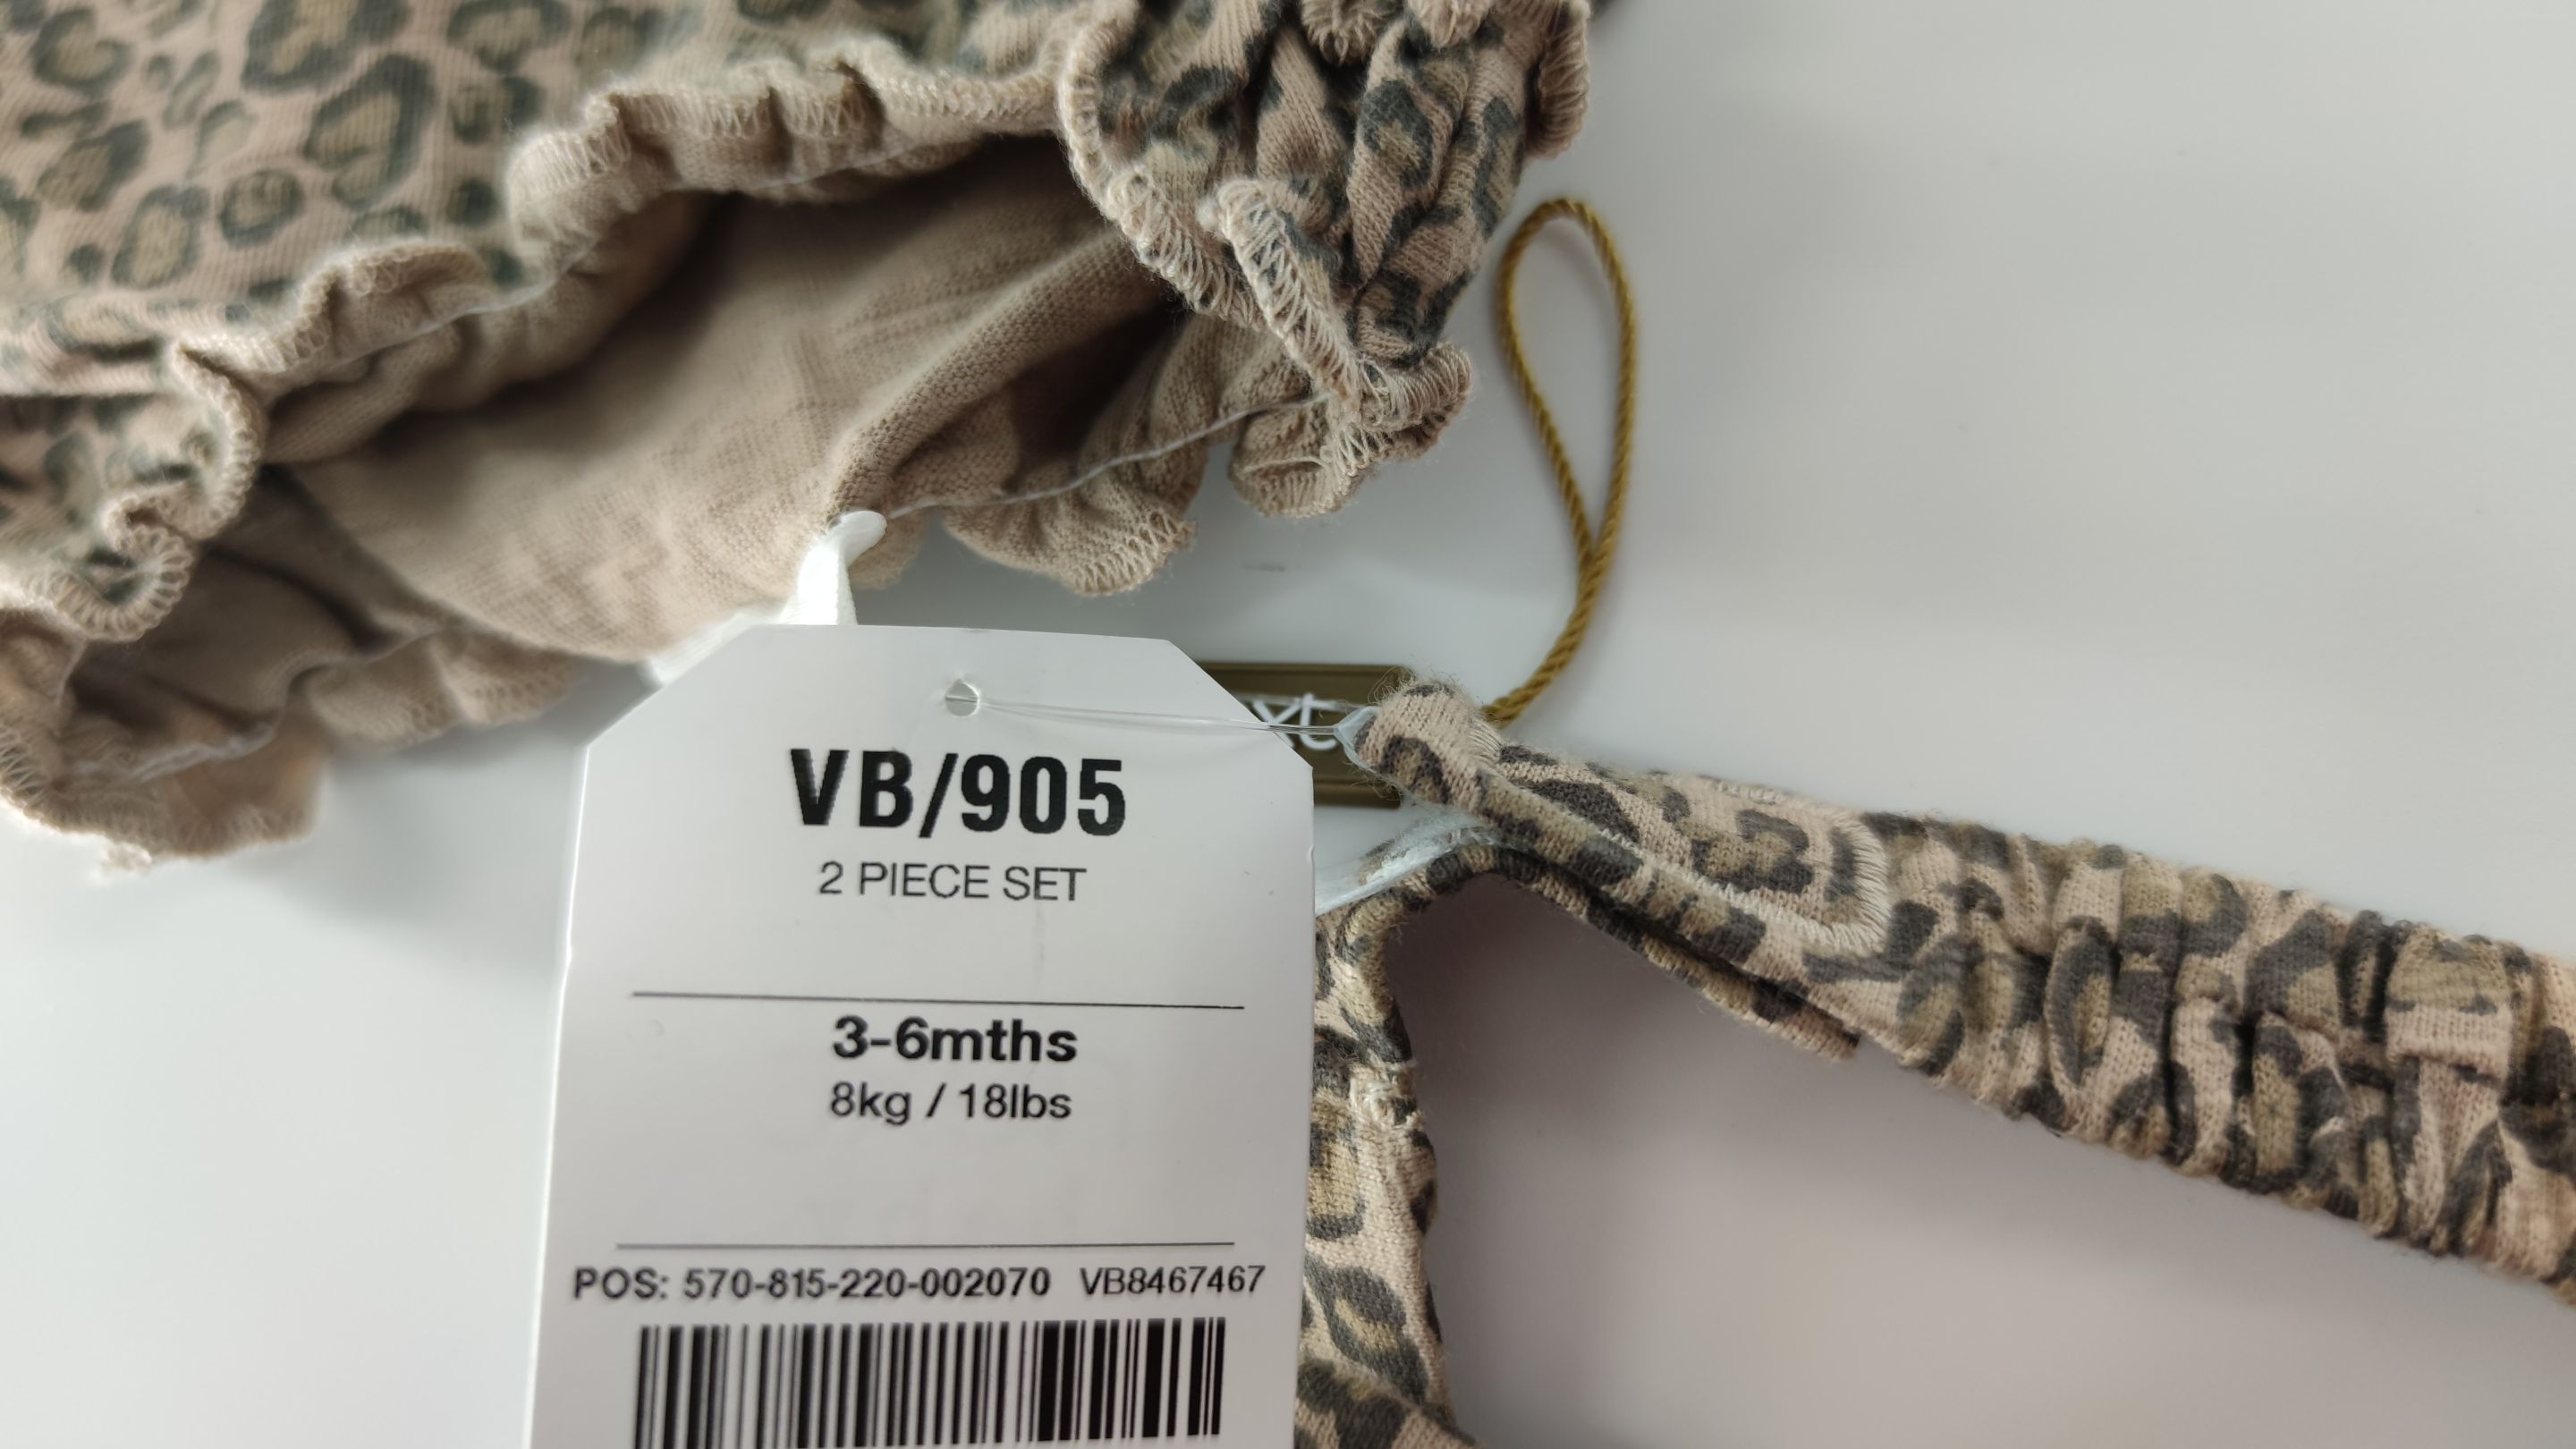 VB/905
2 PIECE SET
3-6mths
8kg / 18lbs
POS: 570-815-220-002070 VB8467467